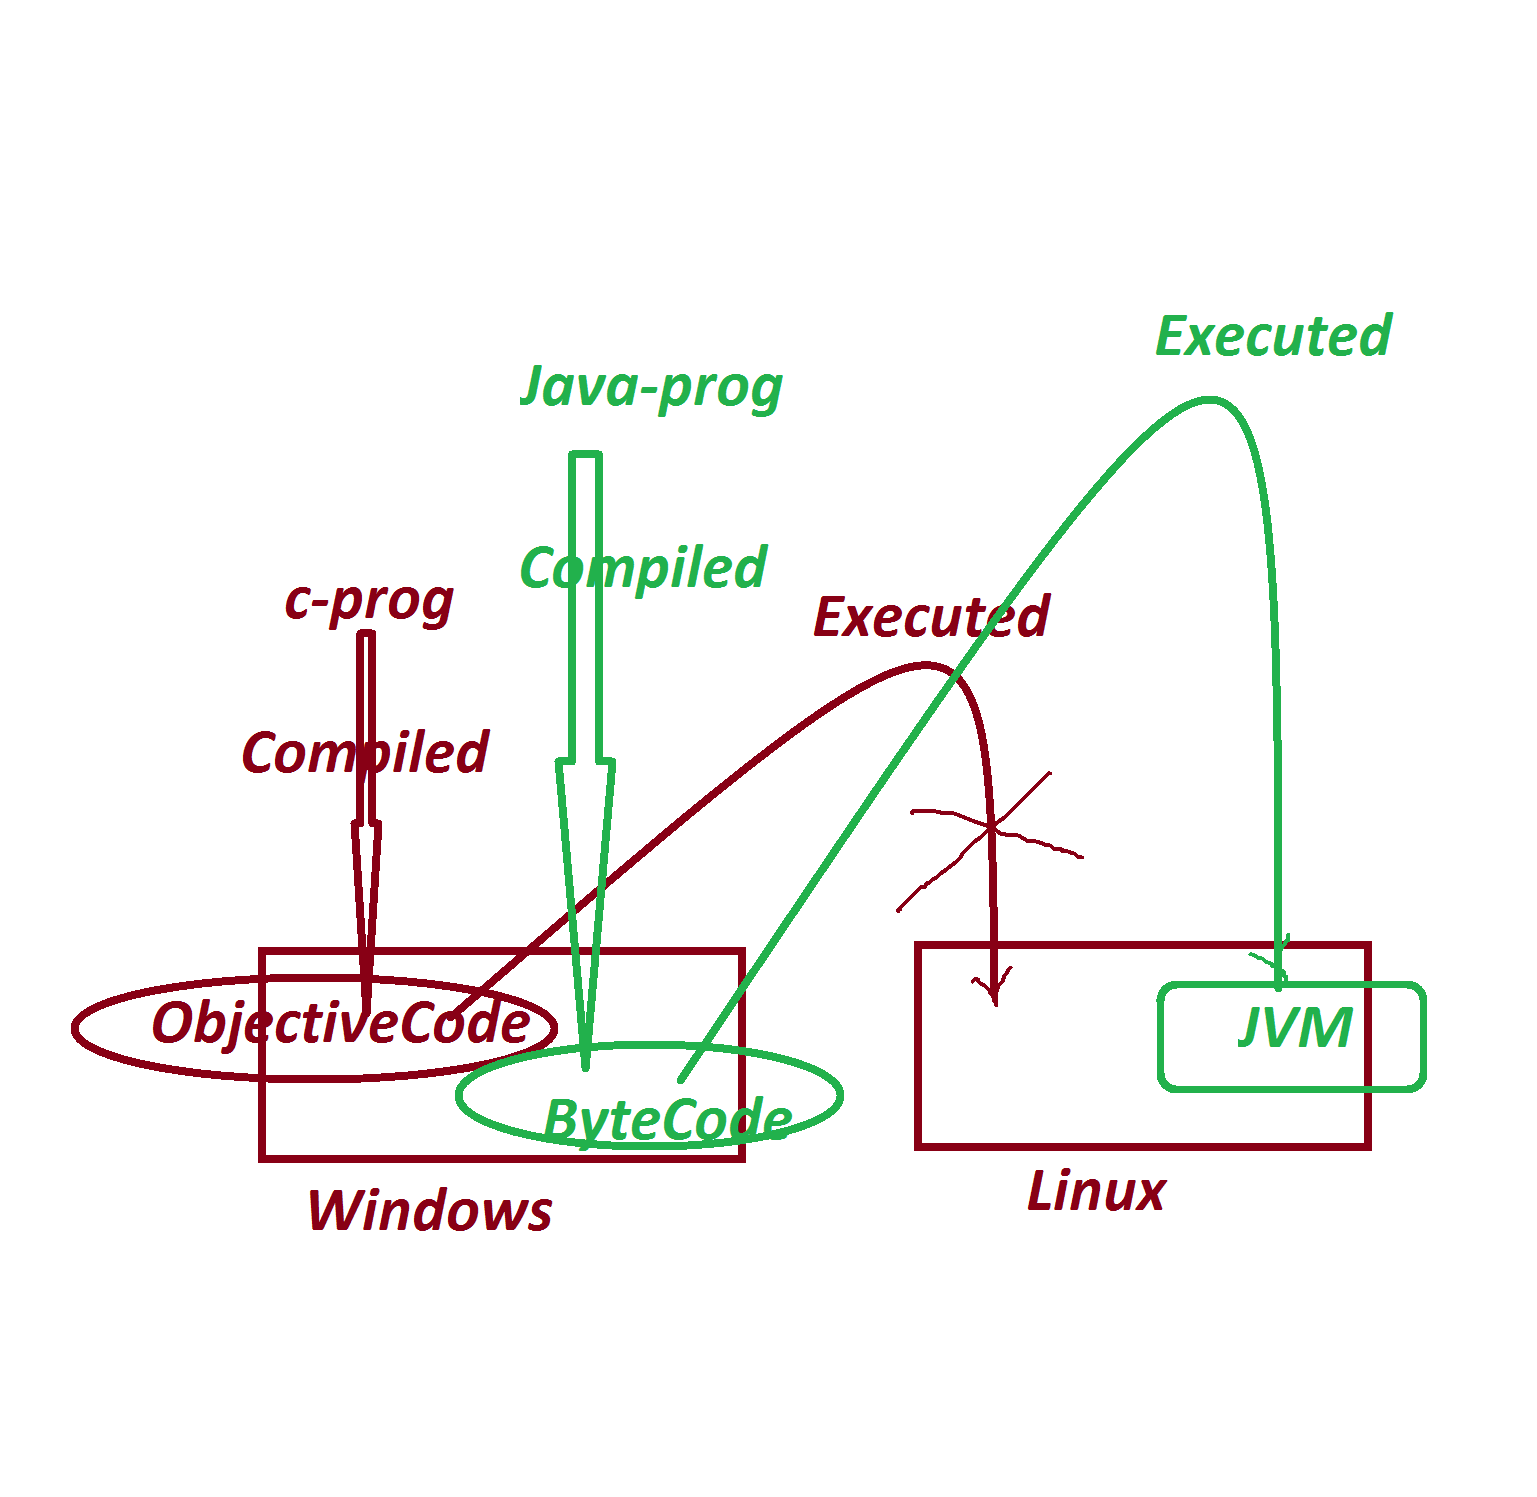 Executed
Java-prog
Compiled
c-prog
Executed
Compiled
ObjectiveCode
JVM
ByteCode
Linux
Windows